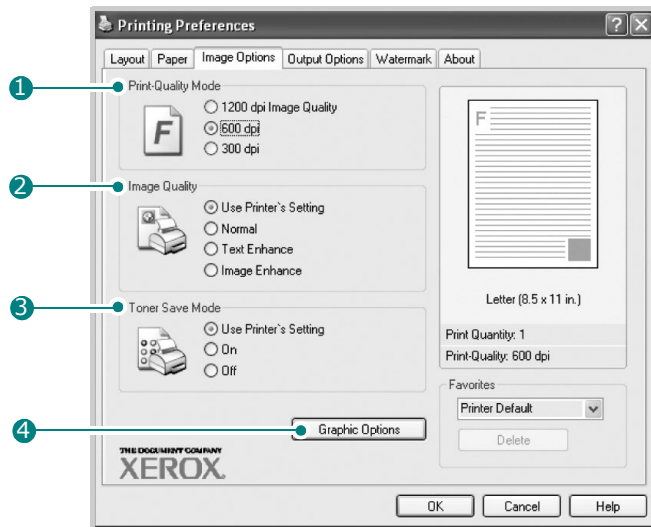 Printing Preferences
Layout Paper Image Options Output Options Watermark About
1
Print-Quality Mode
F
1200 dpi Image Quality
600 dpi
300 dpi
2
Image Quality
Use Printer`s Setting
Normal
Text Enhance
Image Enhance
3
Toner Save Mode
Use Printer`s Setting
On
Off
4
Graphic Options
THE DOCUMENT COMPANY
XEROX.
F
Letter (8.5 x 11 in.)
Print Quantity: 1
Print-Quality: 600 dpi
Favorites
Printer Default
Delete
OK Cancel Help